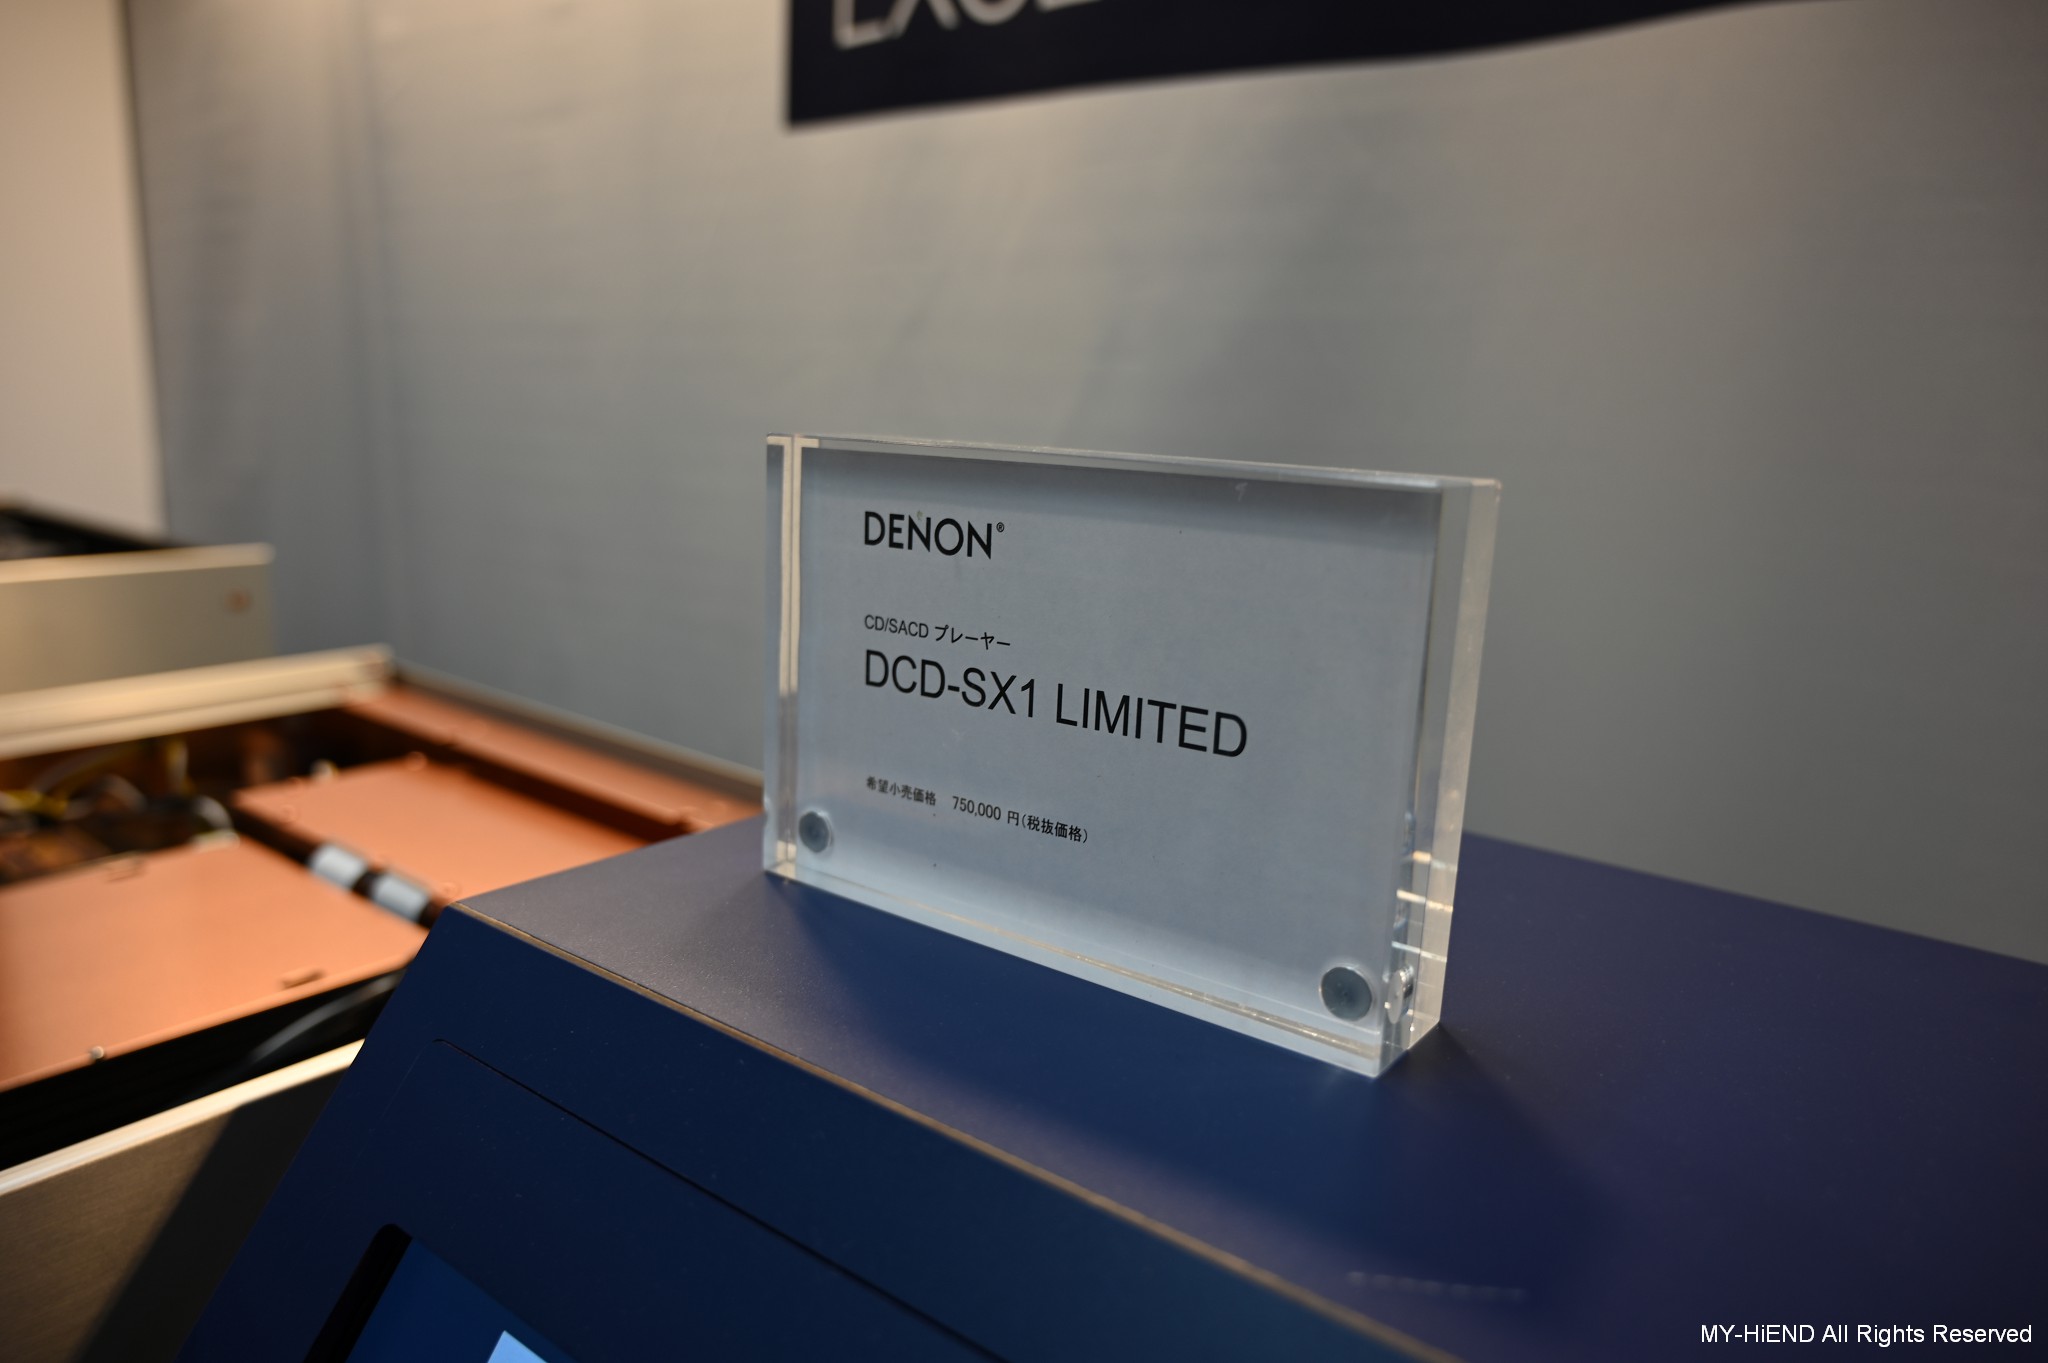 DENON®
CD/SACD プレーヤー
DCD-SX1 LIMITED
希望小売価格 750,000 円（税抜価格）
MY-HiEND All Rights Reserved